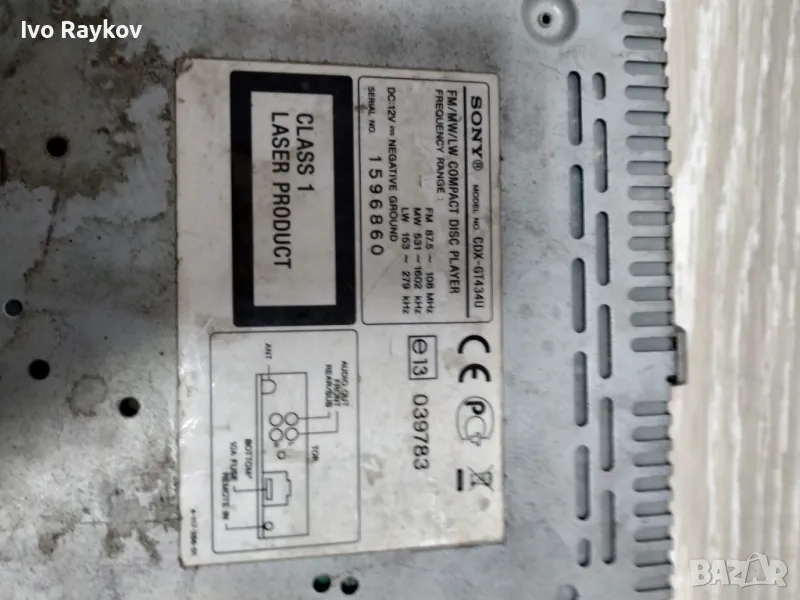 Ivo Raykov
SONY® MODEL NO. CDX-GT434U
FM/MW/LW COMPACT DISC PLAYER
FREQUENCY RANGE :
FM 87.5 ~ 108 MHz
MW 531 ~ 1602 kHz
LW 153 ~ 279 kHz
DC:12V ⎓ NEGATIVE GROUND
SERIAL NO. 1596860
CLASS 1
LASER PRODUCT
CE
e13 039783
AUDIO OUT
FRONT
REAR/SUB
ANT
TOP
BOTTOM
10A FUSE
REMOTE IN
BAZAR